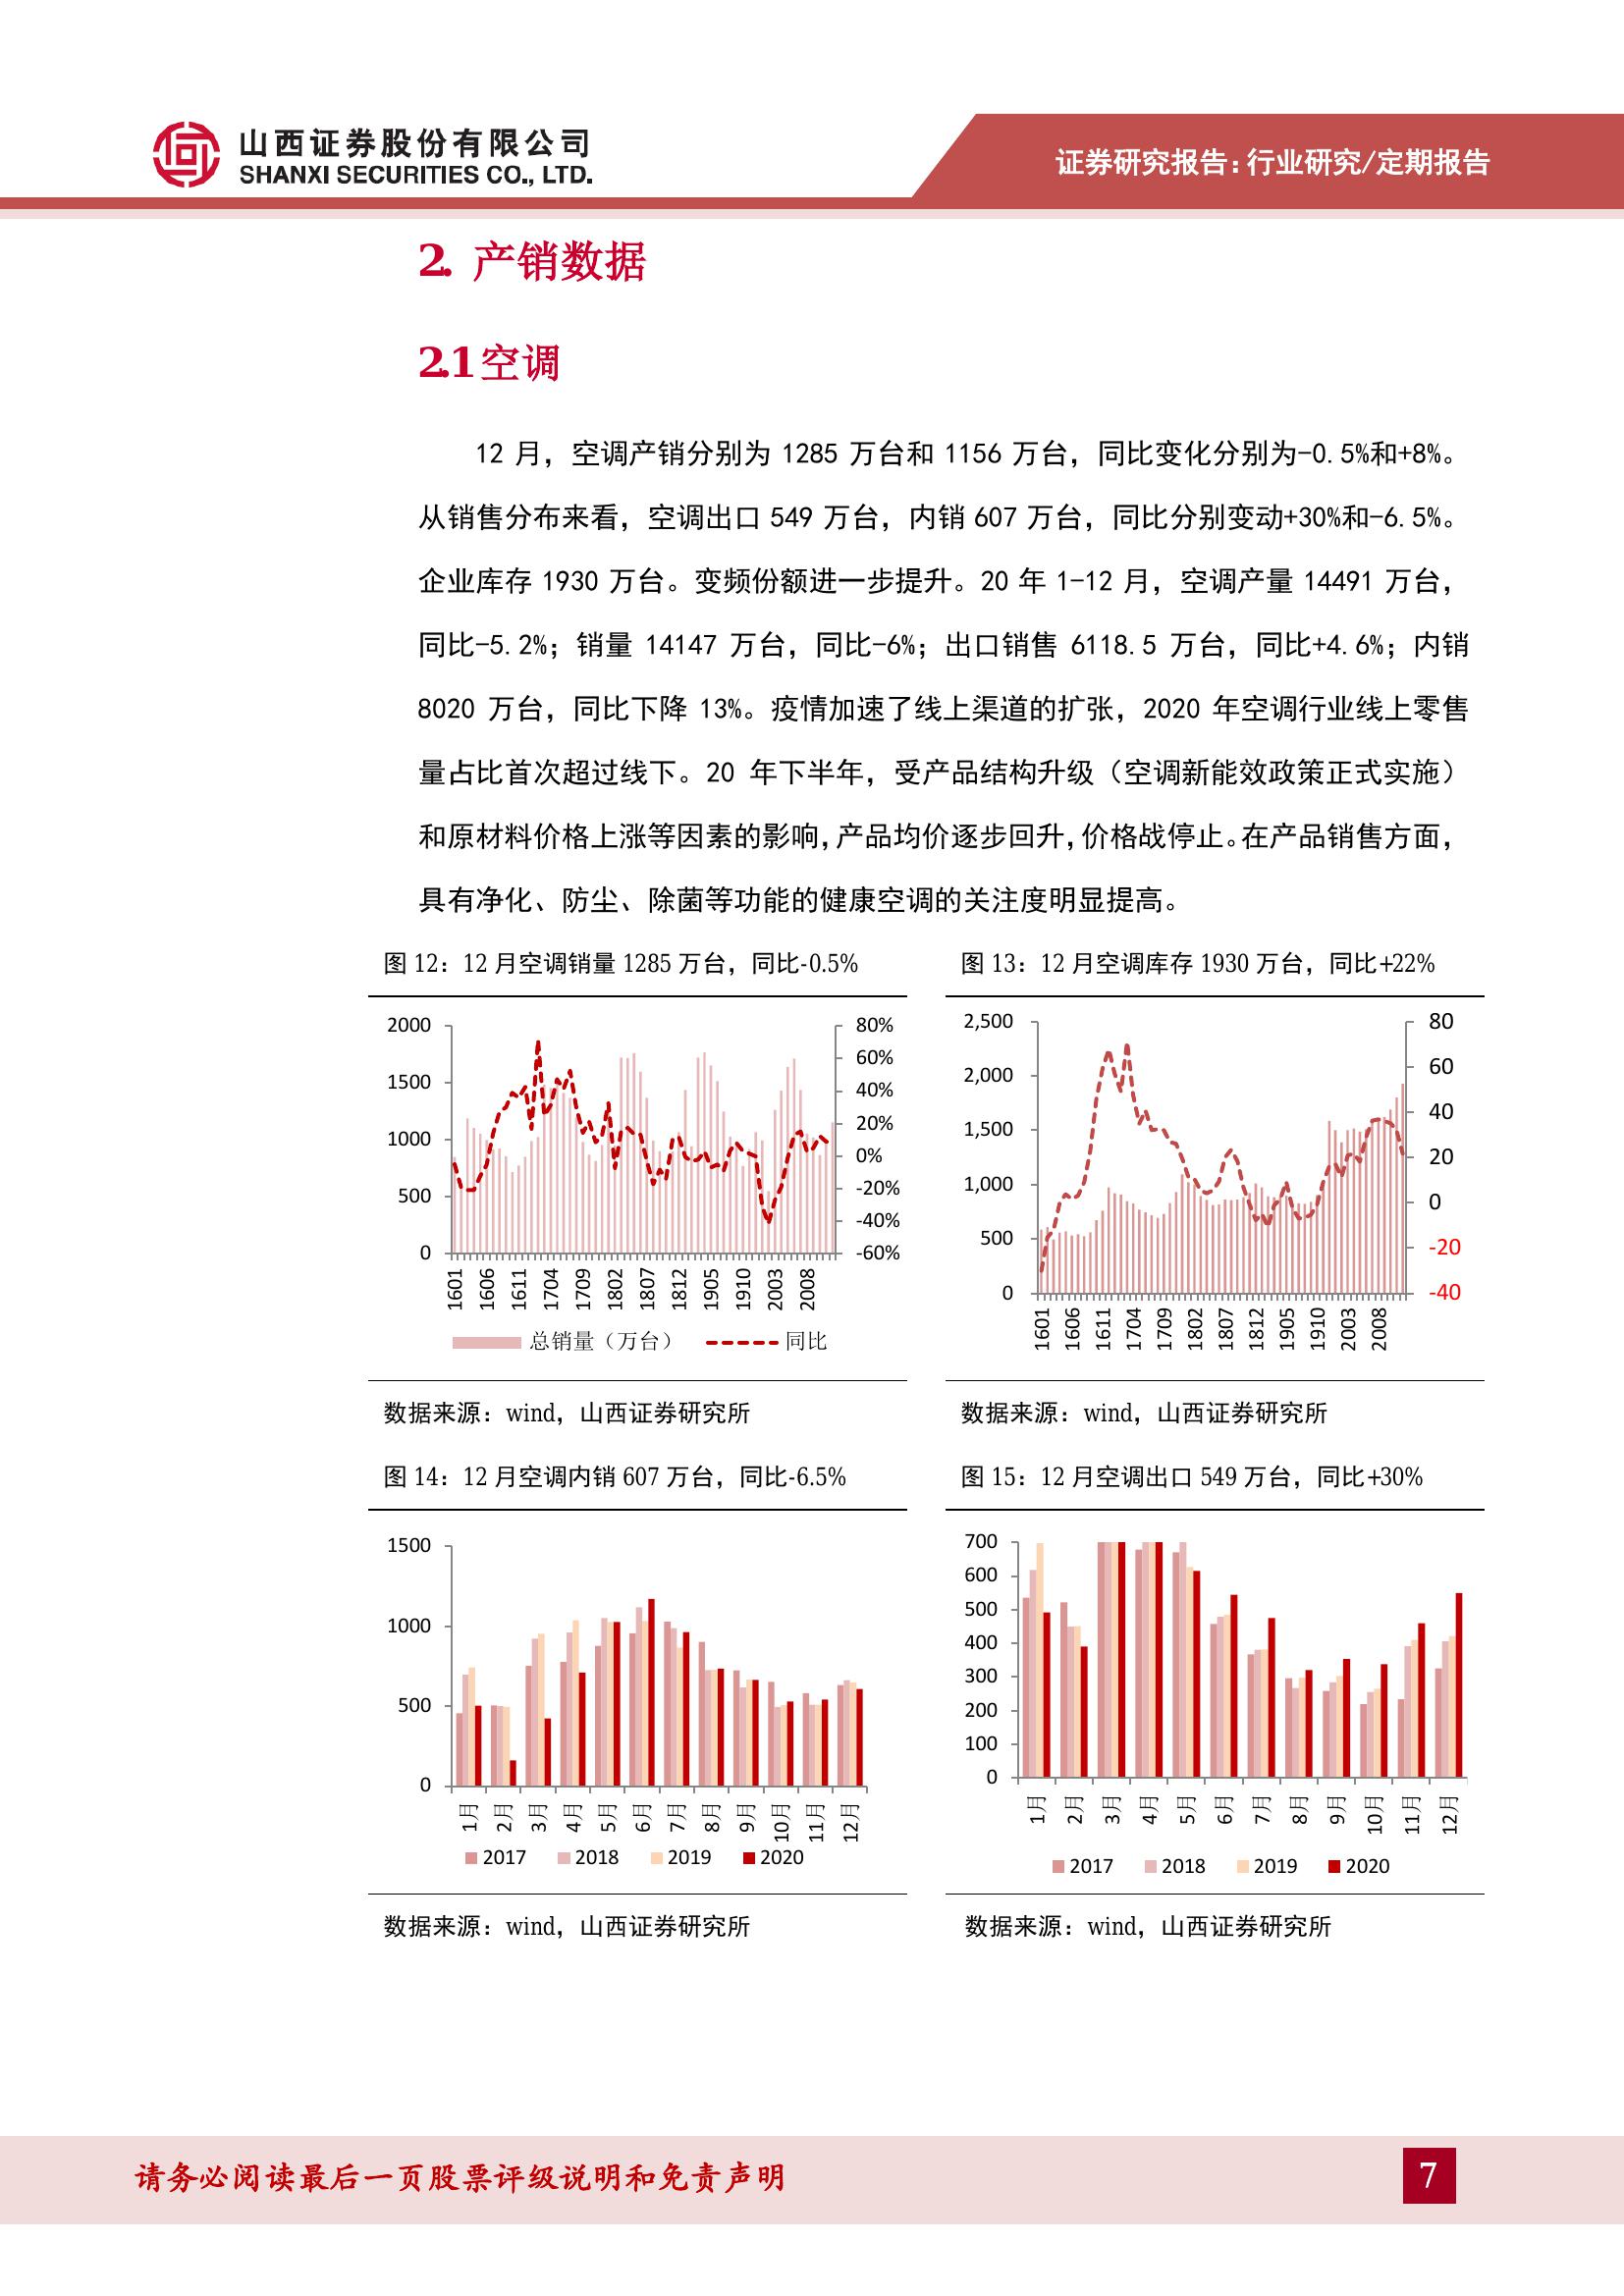 山西证券股份有限公司
SHANXI SECURITIES CO., LTD.
证券研究报告:行业研究/定期报告
2. 产销数据
2.1 空调
12 月，空调产销分别为 1285 万台和 1156 万台，同比变化分别为-0.5%和+8%。
从销售分布来看，空调出口 549 万台，内销 607 万台，同比分别变动+30%和-6.5%。
企业库存 1930 万台。变频份额进一步提升。20 年 1-12 月，空调产量 14491 万台，
同比-5.2%；销量 14147 万台，同比-6%；出口销售 6118.5 万台，同比+4.6%；内销
8020 万台，同比下降 13%。疫情加速了线上渠道的扩张，2020 年空调行业线上零售
量占比首次超过线下。20 年下半年，受产品结构升级（空调新能效政策正式实施）
和原材料价格上涨等因素的影响，产品均价逐步回升，价格战停止。在产品销售方面，
具有净化、防尘、除菌等功能的健康空调的关注度明显提高。
图 12：12 月空调销量 1285 万台，同比-0.5%
2000
1500
1000
500
0
80%
60%
40%
20%
0%
-20%
-40%
-60%
1601 1606 1611 1704 1709 1802 1807 1812 1905 1910 2003 2008
总销量（万台） 同比
数据来源：wind，山西证券研究所
图 13：12 月空调库存 1930 万台，同比+22%
2,500
2,000
1,500
1,000
500
0
80
60
40
20
0
-20
-40
1601 1606 1611 1704 1709 1802 1807 1812 1905 1910 2003 2008
数据来源：wind，山西证券研究所
图 14：12 月空调内销 607 万台，同比-6.5%
1500
1000
500
0
1月 2月 3月 4月 5月 6月 7月 8月 9月 10月 11月 12月
2017 2018 2019 2020
数据来源：wind，山西证券研究所
图 15：12 月空调出口 549 万台，同比+30%
700
600
500
400
300
200
100
0
1月 2月 3月 4月 5月 6月 7月 8月 9月 10月 11月 12月
2017 2018 2019 2020
数据来源：wind，山西证券研究所
请务必阅读最后一页股票评级说明和免责声明
7